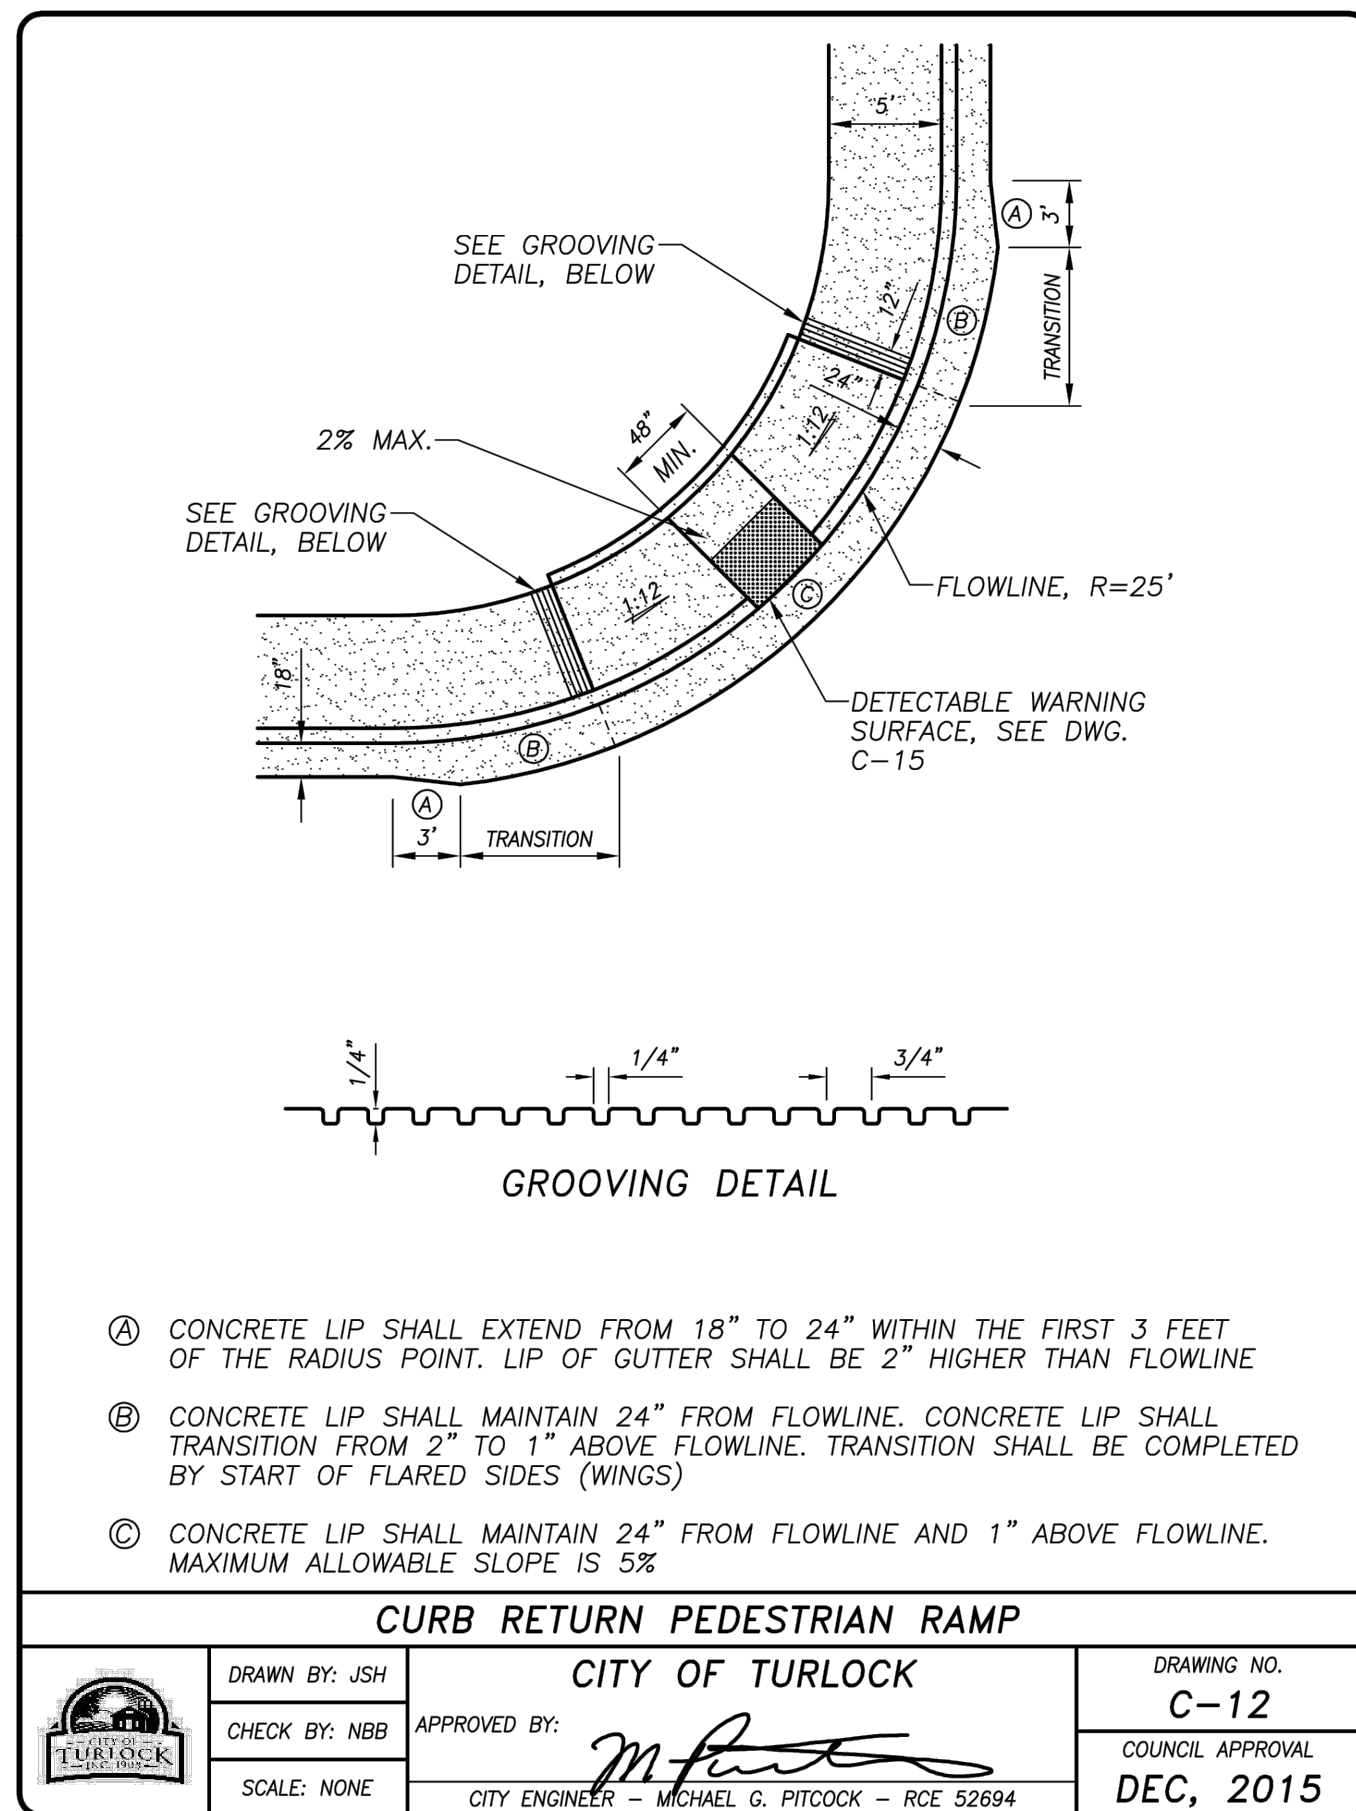 5'
A 3'
SEE GROOVING
DETAIL, BELOW
12"
B
TRANSITION
24"
1:12
48"
MIN.
2% MAX.
SEE GROOVING
DETAIL, BELOW
1:12
C
FLOWLINE, R=25'
18"
DETECTABLE WARNING
SURFACE, SEE DWG.
C-15
B
A
3'
TRANSITION
1/4"
1/4"
3/4"
GROOVING DETAIL
A CONCRETE LIP SHALL EXTEND FROM 18" TO 24" WITHIN THE FIRST 3 FEET
OF THE RADIUS POINT. LIP OF GUTTER SHALL BE 2" HIGHER THAN FLOWLINE
B CONCRETE LIP SHALL MAINTAIN 24" FROM FLOWLINE. CONCRETE LIP SHALL
TRANSITION FROM 2" TO 1" ABOVE FLOWLINE. TRANSITION SHALL BE COMPLETED
BY START OF FLARED SIDES (WINGS)
C CONCRETE LIP SHALL MAINTAIN 24" FROM FLOWLINE AND 1" ABOVE FLOWLINE.
MAXIMUM ALLOWABLE SLOPE IS 5%
CURB RETURN PEDESTRIAN RAMP
CITY OF
TURLOCK
INC. 1908
DRAWN BY: JSH
CHECK BY: NBB
SCALE: NONE
CITY OF TURLOCK
APPROVED BY:
CITY ENGINEER - MICHAEL G. PITCOCK - RCE 52694
DRAWING NO.
C-12
COUNCIL APPROVAL
DEC, 2015